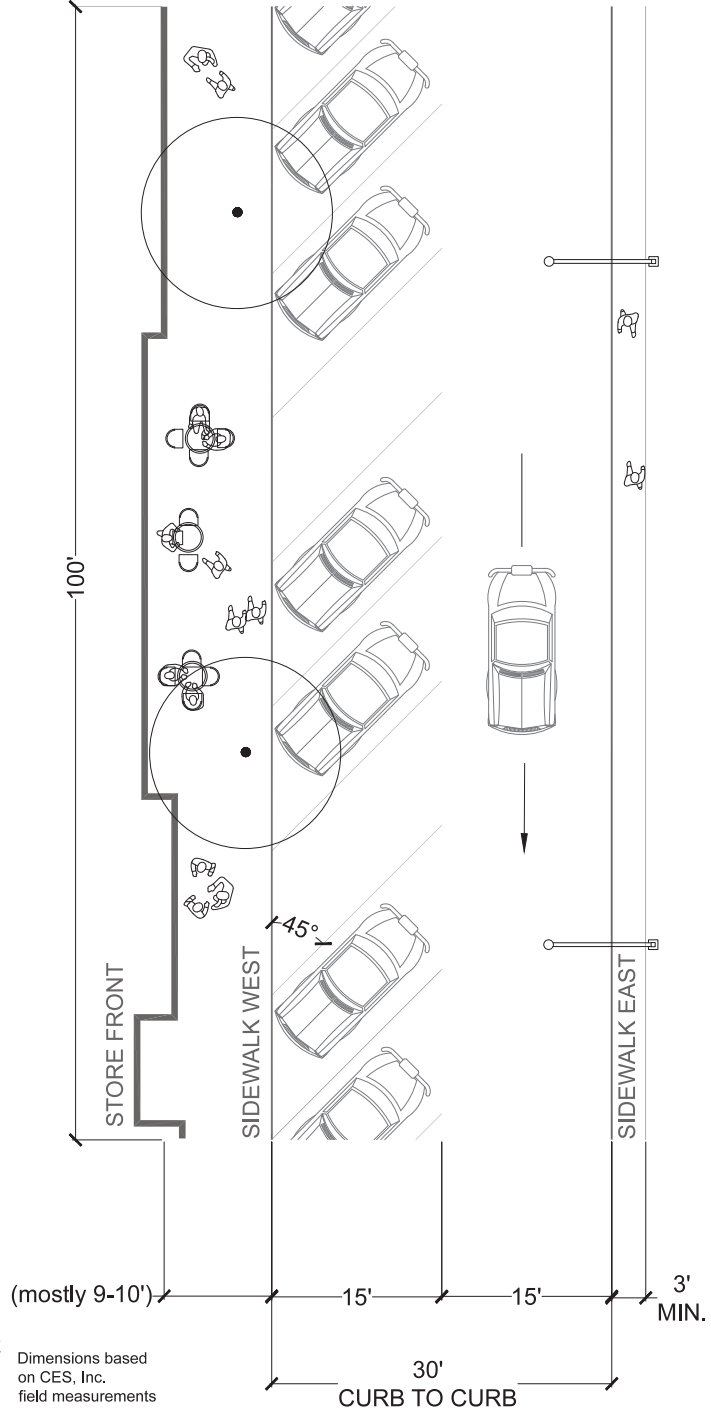 100'
45°
STORE FRONT
SIDEWALK WEST
SIDEWALK EAST
(mostly 9-10')
15'
15'
3'
MIN.
Dimensions based
on CES, Inc.
field measurements
30'
CURB TO CURB